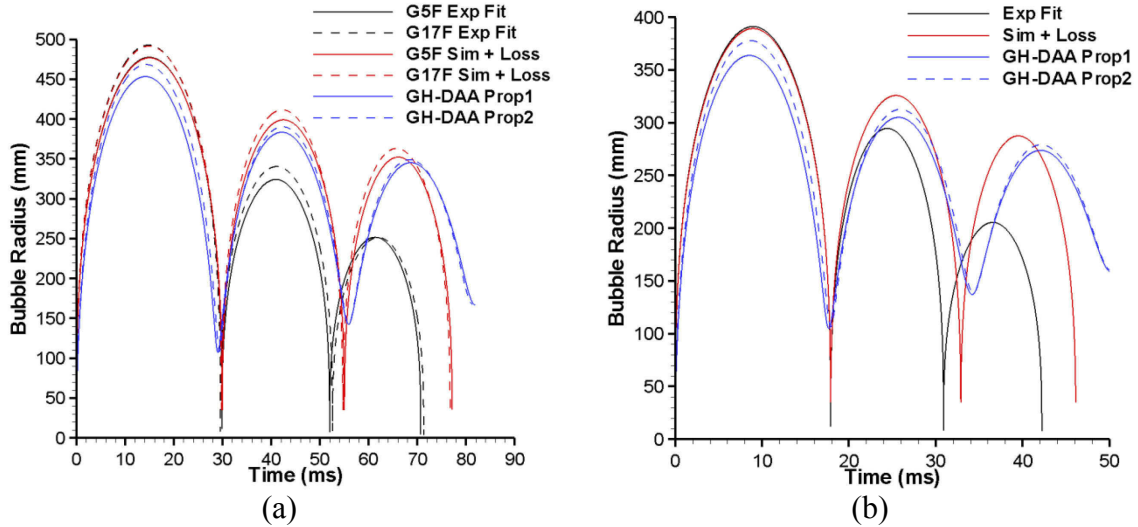 G5F Exp Fit
G17F Exp Fit
G5F Sim + Loss
G17F Sim + Loss
GH-DAA Prop1
GH-DAA Prop2
500
450
400
350
300
250
200
150
100
50
0
Bubble Radius (mm)
0 10 20 30 40 50 60 70 80 90
Time (ms)
(a)
Exp Fit
Sim + Loss
GH-DAA Prop1
GH-DAA Prop2
400
350
300
250
200
150
100
50
0
Bubble Radius (mm)
0 10 20 30 40 50
Time (ms)
(b)